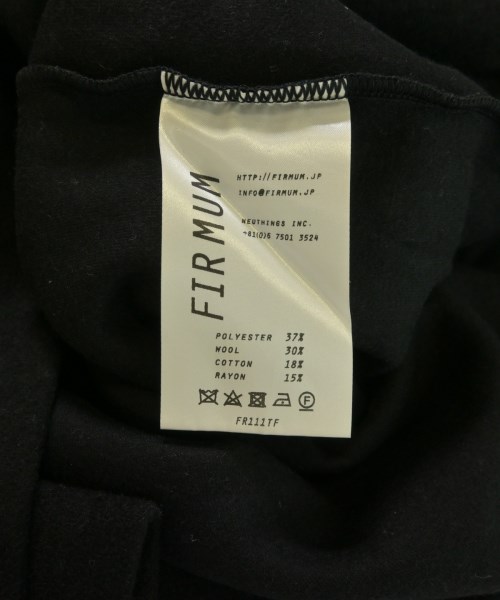 FIRMUM
HTTP://FIRMUM.JP
INFO@FIRMUM.JP
NEQTHINGS INC.
+81(0)6 7501 3524
POLYESTER 37%
WOOL 30%
COTTON 18%
RAYON 15%
F
FR111TF